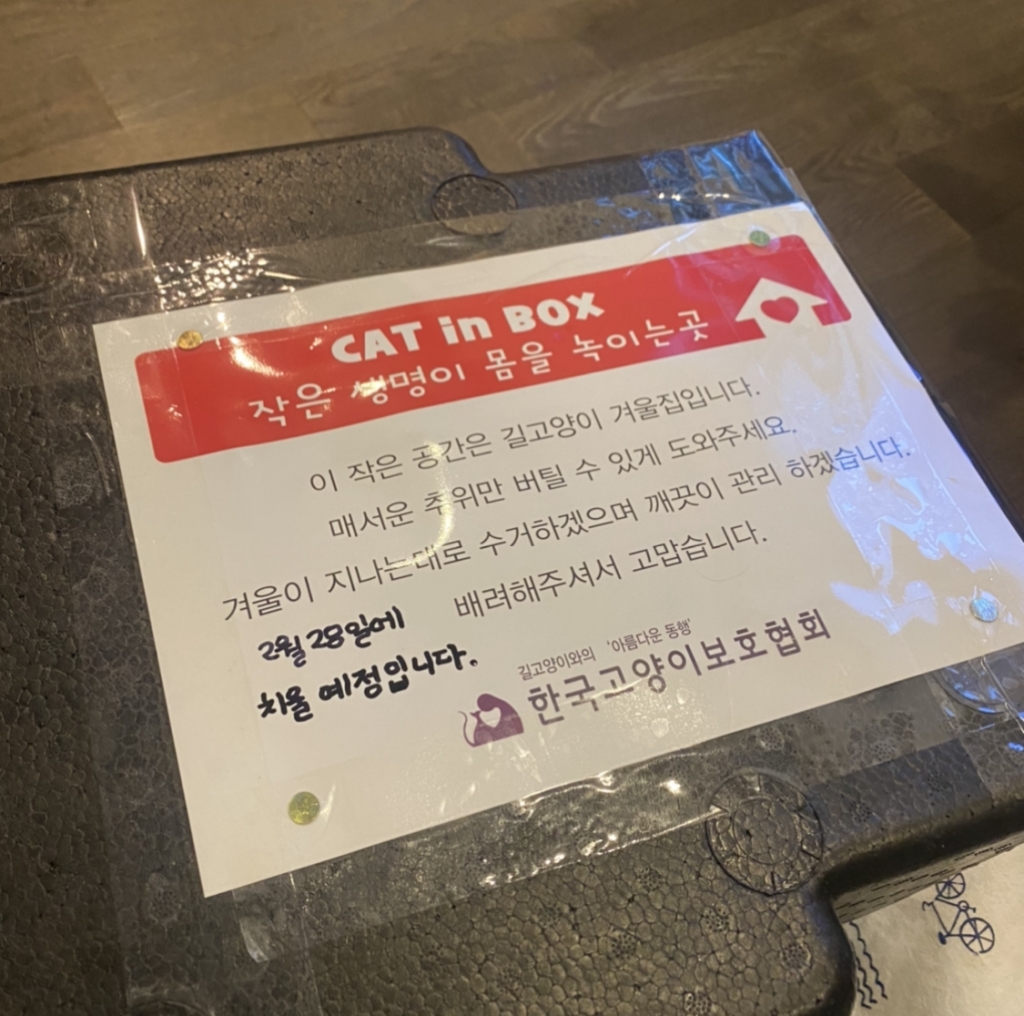 CAT in BOX
작은 생명이 몸을 녹이는곳
이 작은 공간은 길고양이 겨울집입니다.
매서운 추위만 버틸 수 있게 도와주세요.
겨울이 지나는대로 수거하겠으며 깨끗이 관리 하겠습니다.
배려해주셔서 고맙습니다.
2월 28일에
치울 예정입니다.
길고양이와의 '아름다운 동행'
한국고양이보호협회